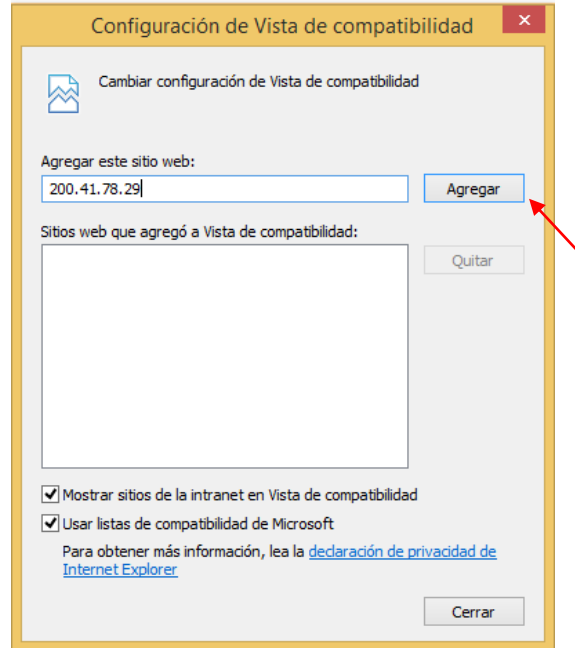 Configuración de Vista de compatibilidad
Cambiar configuración de Vista de compatibilidad
Agregar este sitio web:
200.41.78.29
Agregar
Sitios web que agregó a Vista de compatibilidad:
Quitar
Mostrar sitios de la intranet en Vista de compatibilidad
Usar listas de compatibilidad de Microsoft
Para obtener más información, lea la declaración de privacidad de
Internet Explorer
Cerrar